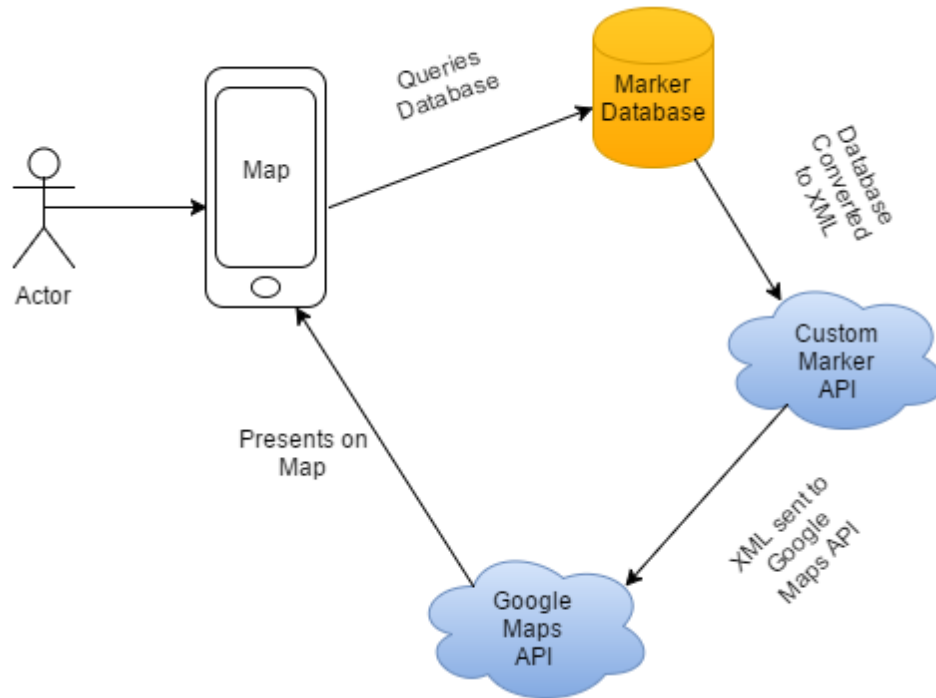 Queries
Database
Marker
Database
Map
Database
Converted
to XML
Actor
Custom
Marker
API
Presents on
Map
XML sent to
Google
Maps API
Google
Maps
API